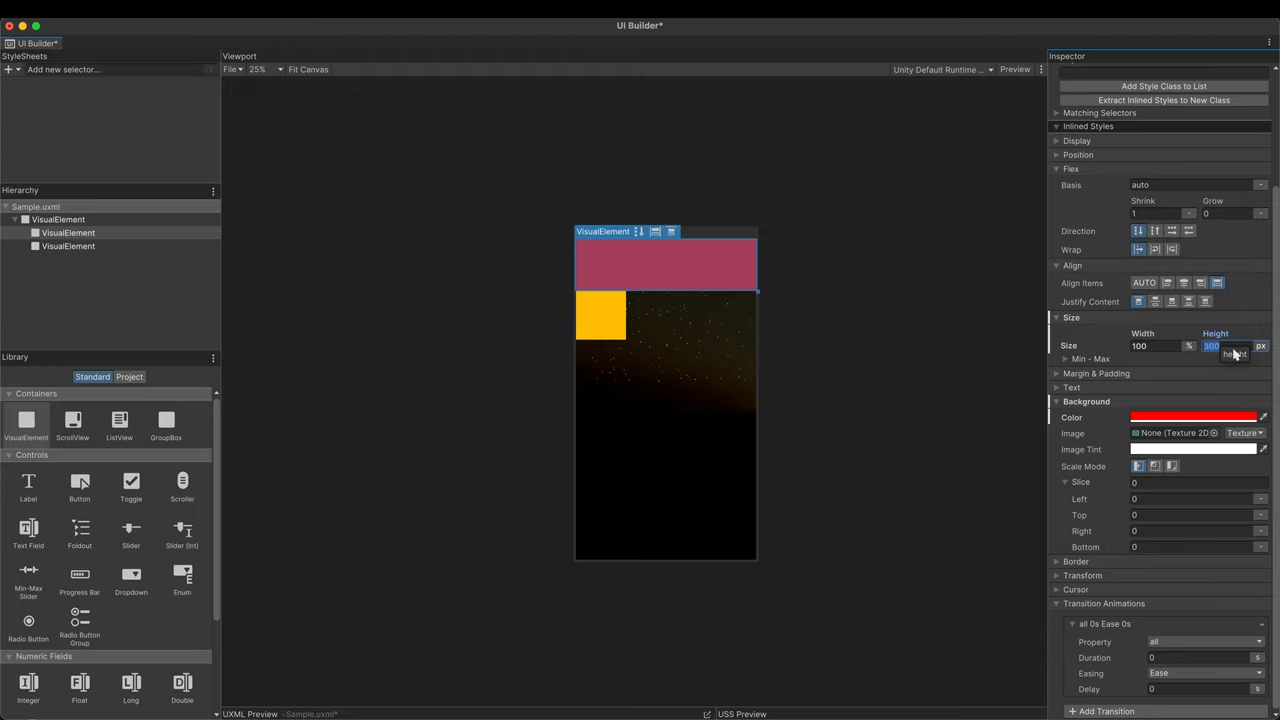 UI Builder*
UI Builder*
StyleSheets
Add new selector...
Hierarchy
Sample.uxml
VisualElement
VisualElement
VisualElement
Library
Standard Project
Containers
VisualElement ScrollView ListView GroupBox
Controls
Label Button Toggle Scroller
Text Field Foldout Slider Slider (Int)
Min-Max Slider Progress Bar Dropdown Enum
Radio Button Radio Button Group
Numeric Fields
Integer Float Long Double
Viewport
File 25% Fit Canvas Unity Default Runtime ... Preview
VisualElement
UXML Preview - Sample.uxml* USS Preview
Inspector
Add Style Class to List
Extract Inlined Styles to New Class
Matching Selectors
Inlined Styles
Display
Position
Flex
Basis auto
Shrink Grow
1 0
Direction
Wrap
Align
Align Items AUTO
Justify Content
Size
Width Height
Size 100 % 300 px
height
Min - Max
Margin & Padding
Text
Background
Color
Image None (Texture 2D Texture
Image Tint
Scale Mode
Slice 0
Left 0
Top 0
Right 0
Bottom 0
Border
Transform
Cursor
Transition Animations
all 0s Ease 0s
Property all
Duration 0 s
Easing Ease
Delay 0 s
Add Transition